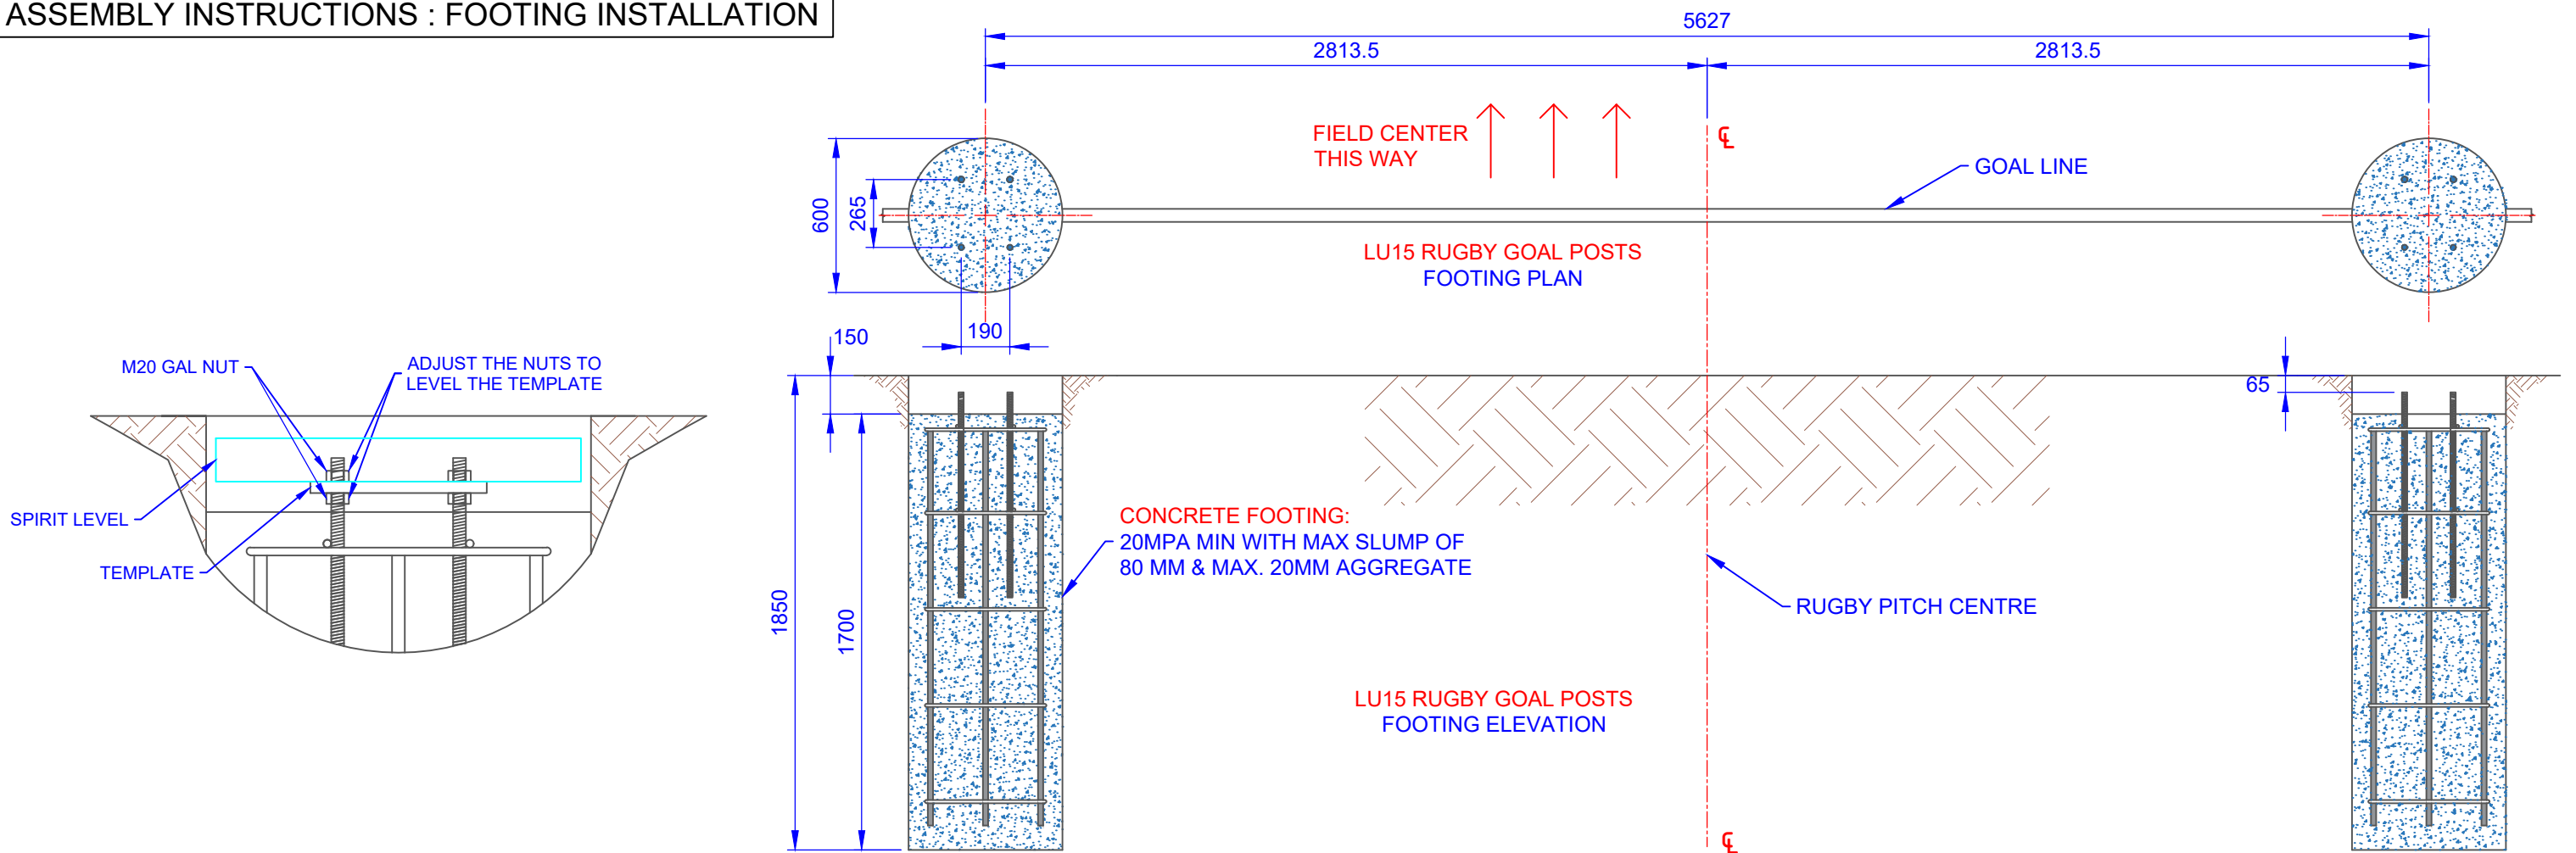 ASSEMBLY INSTRUCTIONS : FOOTING INSTALLATION
5627
2813.5
2813.5
FIELD CENTER
THIS WAY
℄
GOAL LINE
600
265
LU15 RUGBY GOAL POSTS
FOOTING PLAN
190
150
65
M20 GAL NUT
ADJUST THE NUTS TO
LEVEL THE TEMPLATE
SPIRIT LEVEL
TEMPLATE
CONCRETE FOOTING:
20MPA MIN WITH MAX SLUMP OF
80 MM & MAX. 20MM AGGREGATE
1850
1700
RUGBY PITCH CENTRE
LU15 RUGBY GOAL POSTS
FOOTING ELEVATION
℄